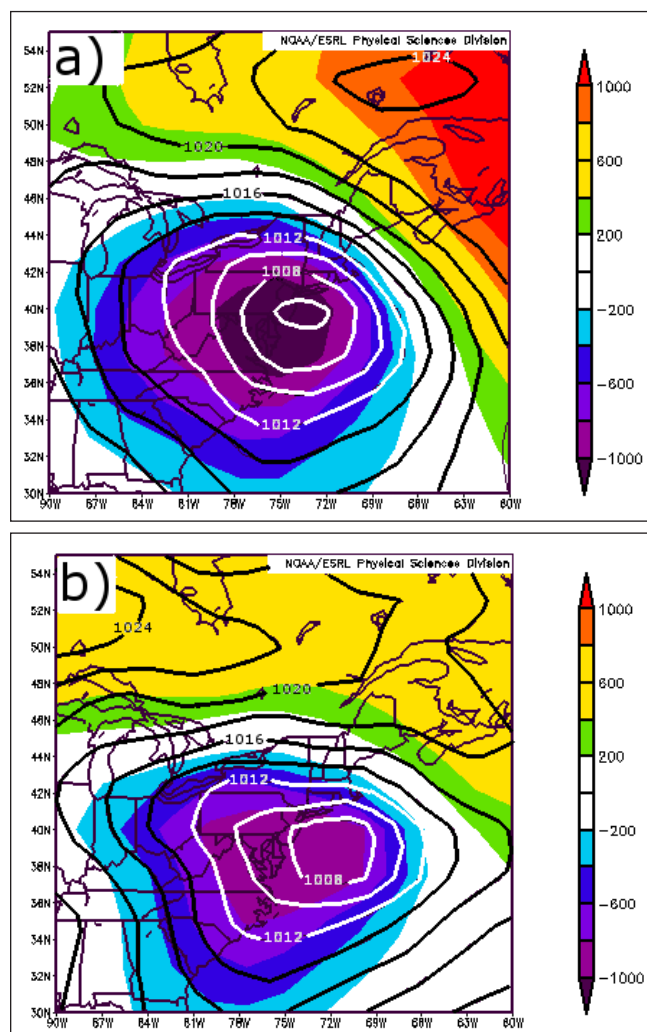 a)
NOAA/ESRL Physical Sciences Division
54N
52N
50N
48N
46N
44N
42N
40N
38N
36N
34N
32N
30N
90W 87W 84W 81W 78W 75W 72W 69W 66W 63W 60W
1024
1020
1016
1012
1008
1012
1000
600
200
−200
−600
−1000
b)
NOAA/ESRL Physical Sciences Division
54N
52N
50N
48N
46N
44N
42N
40N
38N
36N
34N
32N
30N
90W 87W 84W 81W 78W 75W 72W 69W 66W 63W 60W
1024
1020
1016
1012
1008
1012
1000
600
200
−200
−600
−1000